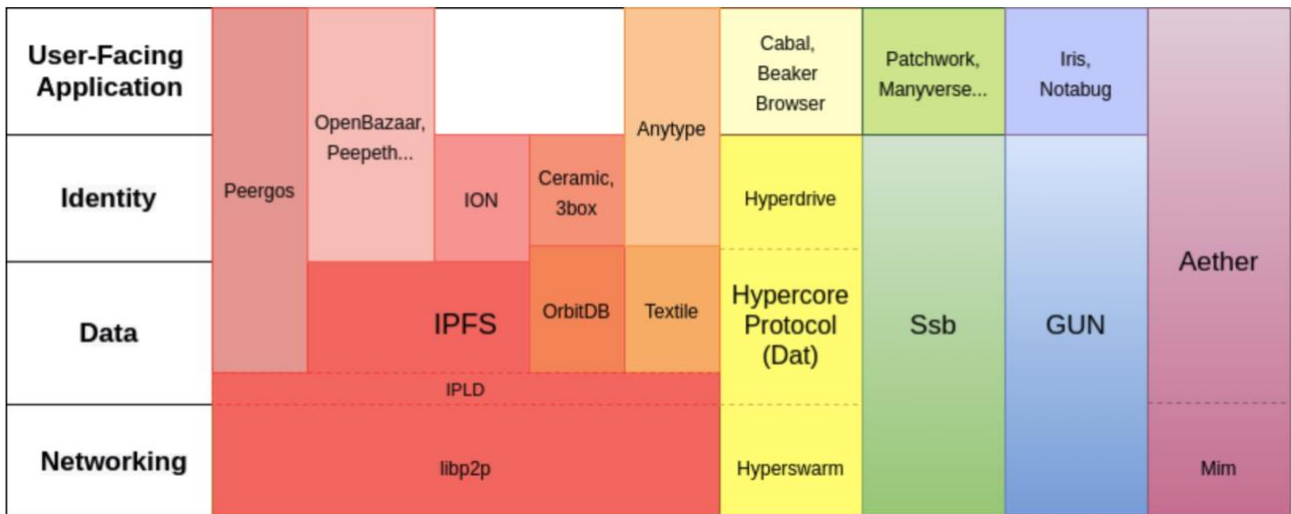 User-Facing
Application
Cabal,
Beaker
Browser
Patchwork,
Manyverse...
Iris,
Notabug
OpenBazaar,
Peepeth...
Anytype
Identity
Peergos
ION
Ceramic,
3box
Hyperdrive
Aether
Data
IPFS
OrbitDB
Textile
Hypercore
Protocol
(Dat)
Ssb
GUN
IPLD
Networking
libp2p
Hyperswarm
Mim